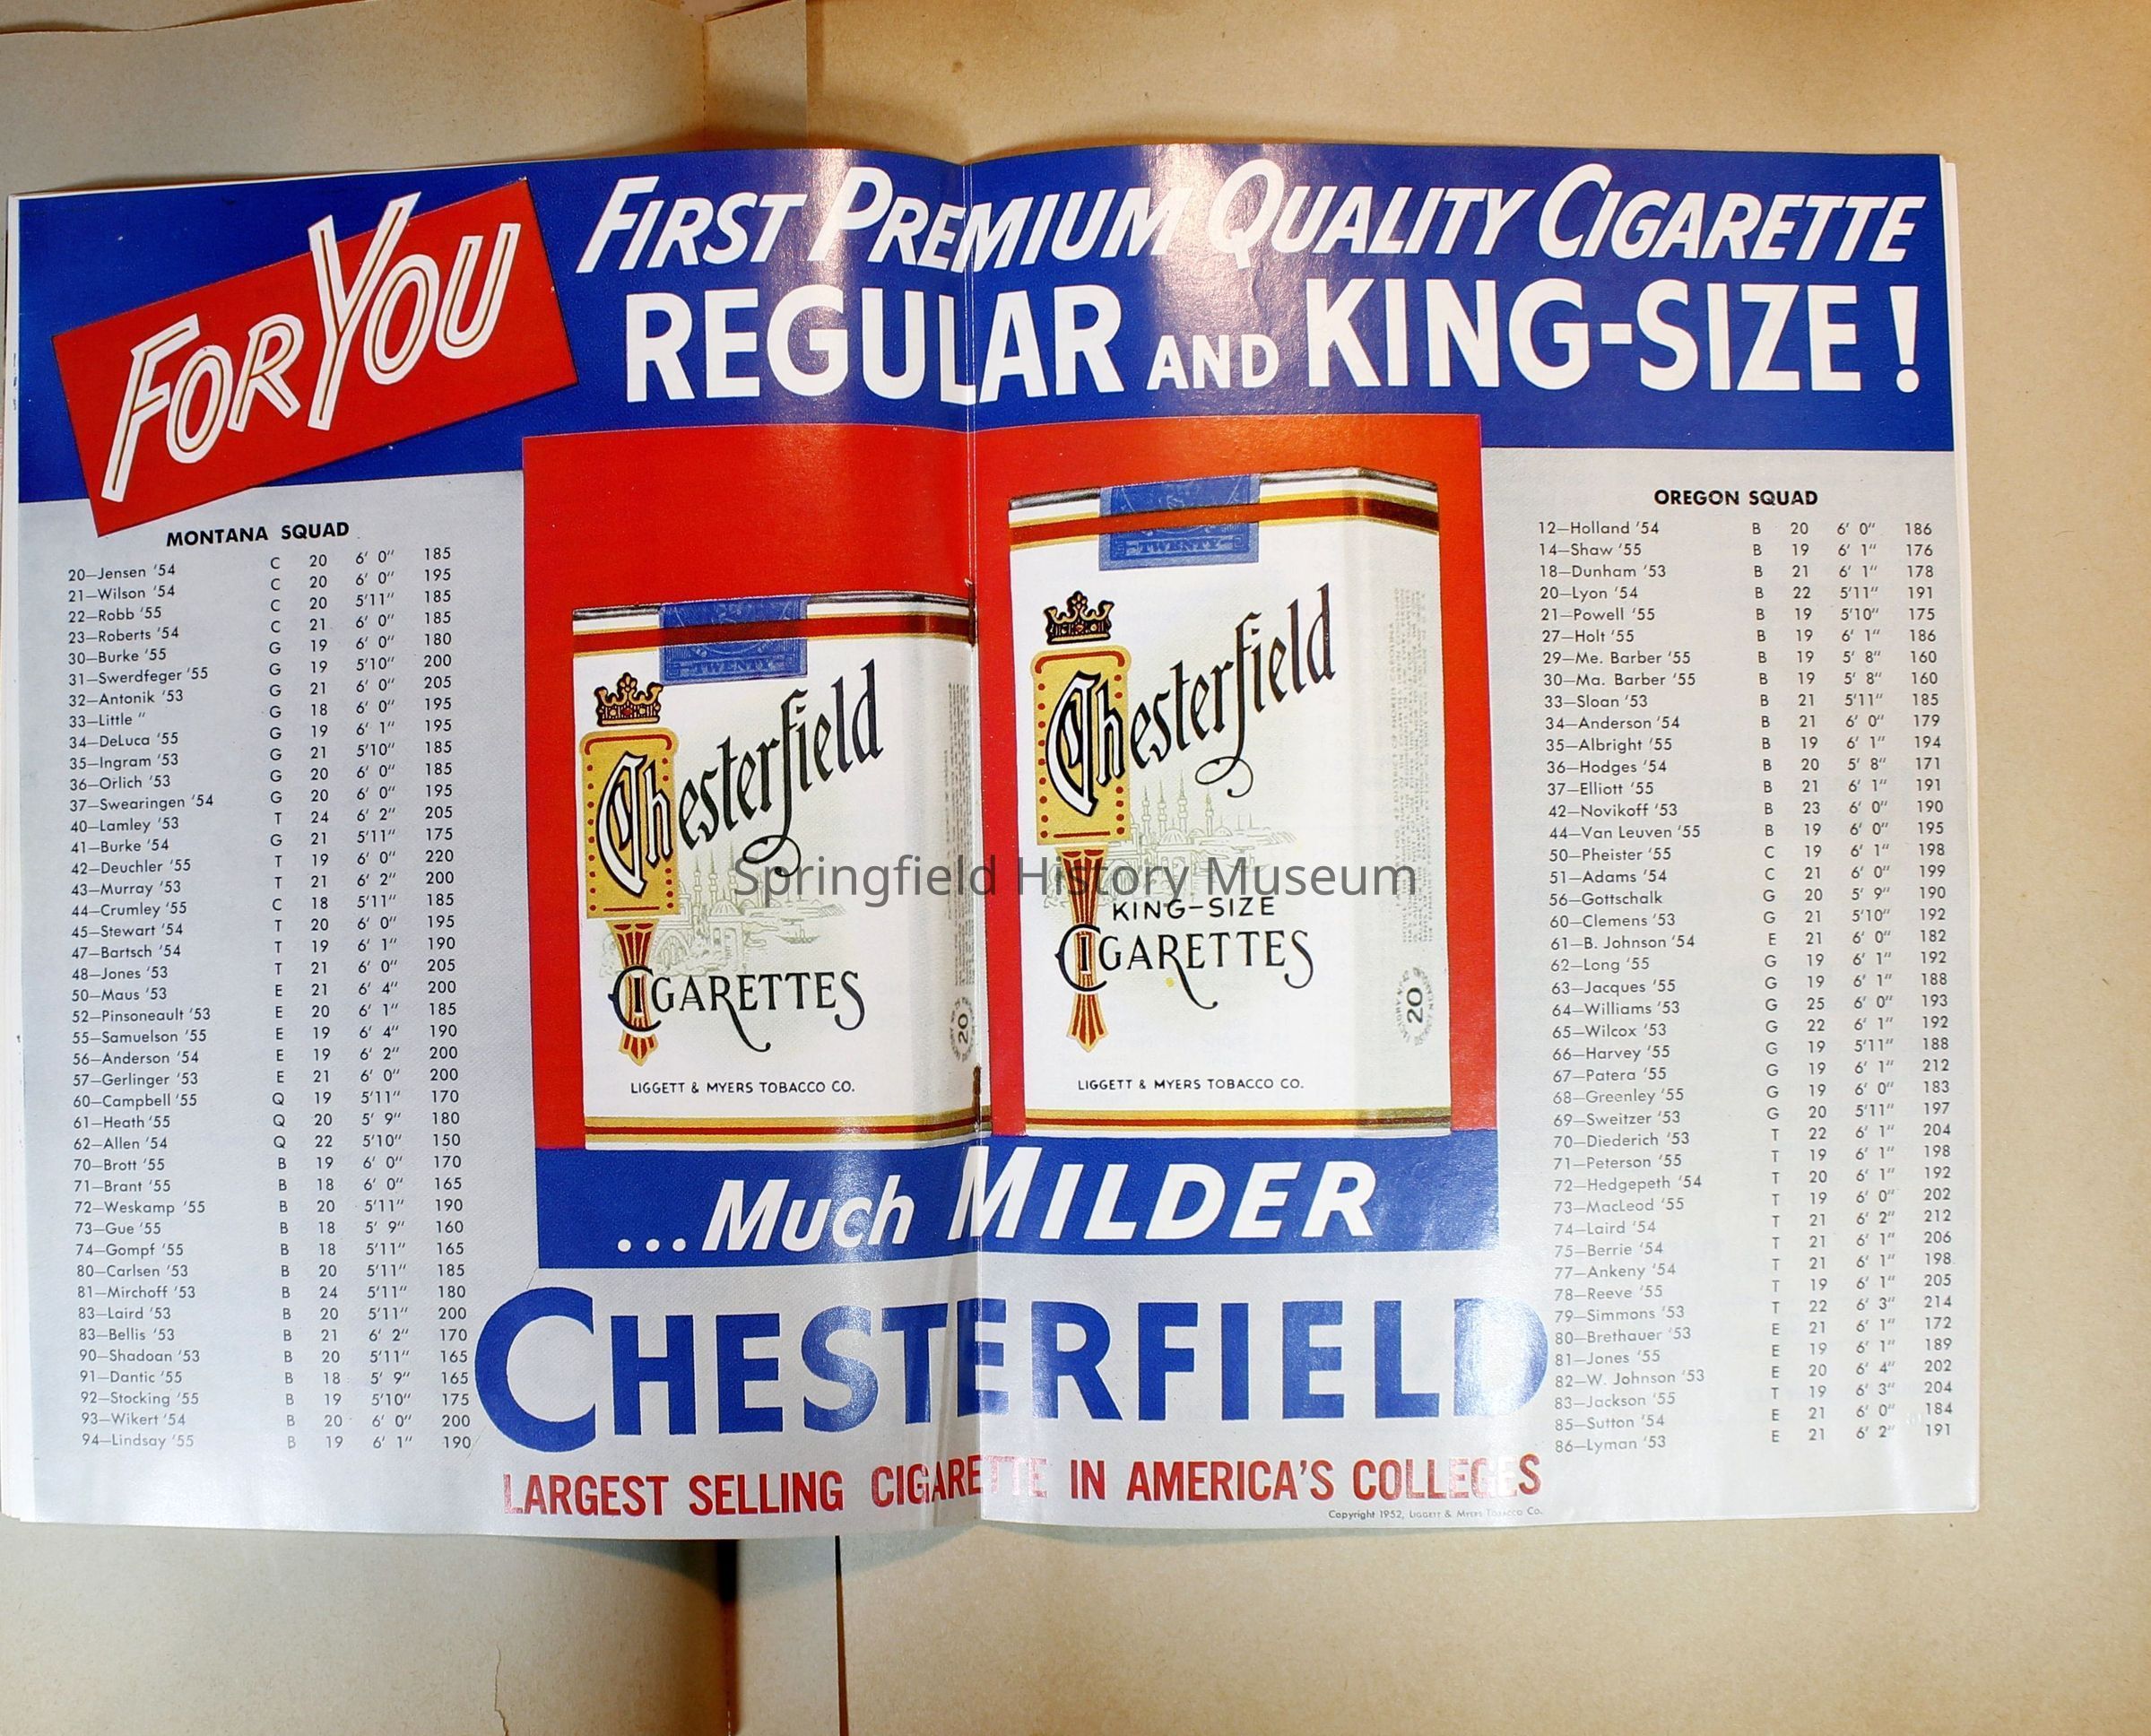 FOR YOU
FIRST PREMIUM QUALITY CIGARETTE
REGULAR AND KING-SIZE!
MONTANA SQUAD
20—Jensen '54 C 20 6' 0" 185
21—Wilson '54 C 20 6' 0" 195
22—Robb '55 C 20 5'11" 185
23—Roberts '54 C 21 6' 0" 185
30—Burke '55 G 19 6' 0" 180
31—Swerdfeger '55 G 19 5'10" 200
32—Antonik '53 G 21 6' 0" 205
33—Little " G 18 6' 0" 195
34—DeLuca '55 G 19 6' 1" 195
35—Ingram '53 G 21 5'10" 185
36—Orlich '53 G 20 6' 0" 185
37—Swearingen '54 G 20 6' 0" 195
40—Lamley '53 T 24 6' 2" 205
41—Burke '54 G 21 5'11" 175
42—Deuchler '55 T 19 6' 0" 220
43—Murray '53 T 21 6' 2" 200
44—Crumley '55 C 18 5'11" 185
45—Stewart '54 T 20 6' 0" 195
47—Bartsch '54 T 19 6' 1" 190
48—Jones '53 T 21 6' 0" 205
50—Maus '53 E 21 6' 4" 200
52—Pinsoneault '53 E 20 6' 1" 185
55—Samuelson '55 E 19 6' 4" 190
56—Anderson '54 E 19 6' 2" 200
57—Gerlinger '53 E 21 6' 0" 200
60—Campbell '55 Q 19 5'11" 170
61—Heath '55 Q 20 5' 9" 180
62—Allen '54 Q 22 5'10" 150
70—Brott '55 B 19 6' 0" 170
71—Brant '55 B 18 6' 0" 165
72—Weskamp '55 B 20 5'11" 190
73—Gue '55 B 18 5' 9" 160
74—Gompf '55 B 18 5'11" 165
80—Carlsen '53 B 20 5'11" 185
81—Mirchoff '53 B 24 5'11" 180
83—Laird '53 B 20 5'11" 200
83—Bellis '53 B 21 6' 2" 170
90—Shadoan '53 B 20 5'11" 165
91—Dantic '55 B 18 5' 9" 165
92—Stocking '55 B 19 5'10" 175
93—Wikert '54 B 20 6' 0" 200
94—Lindsay '55 B 19 6' 1" 190
TWENTY
Chesterfield
CIGARETTES
20
LIGGETT & MYERS TOBACCO CO.
TWENTY
Chesterfield
KING-SIZE
CIGARETTES
20
LIGGETT & MYERS TOBACCO CO.
Springfield History Museum
OREGON SQUAD
12—Holland '54 B 20 6' 0" 186
14—Shaw '55 B 19 6' 1" 176
18—Dunham '53 B 21 6' 1" 178
20—Lyon '54 B 22 5'11" 191
21—Powell '55 B 19 5'10" 175
27—Holt '55 B 19 6' 1" 186
29—Me. Barber '55 B 19 5' 8" 160
30—Ma. Barber '55 B 19 5' 8" 160
33—Sloan '53 B 21 5'11" 185
34—Anderson '54 B 21 6' 0" 179
35—Albright '55 B 19 6' 1" 194
36—Hodges '54 B 20 5' 8" 171
37—Elliott '55 B 21 6' 1" 191
42—Novikoff '53 B 23 6' 0" 190
44—Van Leuven '55 B 19 6' 0" 195
50—Pheister '55 C 19 6' 1" 198
51—Adams '54 C 21 6' 0" 199
56—Gottschalk G 20 5' 9" 190
60—Clemens '53 G 21 5'10" 192
61—B. Johnson '54 E 21 6' 0" 182
62—Long '55 G 19 6' 1" 192
63—Jacques '55 G 19 6' 1" 188
64—Williams '53 G 25 6' 0" 193
65—Wilcox '53 G 22 6' 1" 192
66—Harvey '55 G 19 5'11" 188
67—Patera '55 G 19 6' 1" 212
68—Greenley '55 G 19 6' 0" 183
69—Sweitzer '53 G 20 5'11" 197
70—Diederich '53 T 22 6' 1" 204
71—Peterson '55 T 19 6' 1" 198
72—Hedgepeth '54 T 20 6' 1" 192
73—MacLeod '55 T 19 6' 0" 202
74—Laird '54 T 21 6' 2" 212
75—Berrie '54 T 21 6' 1" 206
77—Ankeny '54 T 21 6' 1" 198
78—Reeve '55 T 19 6' 1" 205
79—Simmons '53 T 22 6' 3" 214
80—Brethauer '53 E 21 6' 1" 172
81—Jones '55 E 19 6' 1" 189
82—W. Johnson '53 E 20 6' 4" 202
83—Jackson '55 T 19 6' 3" 204
85—Sutton '54 E 21 6' 0" 184
86—Lyman '53 E 21 6' 2" 191
...Much MILDER
CHESTERFIELD
LARGEST SELLING CIGARETTE IN AMERICA'S COLLEGES
Copyright 1952, LIGGETT & MYERS TOBACCO CO.